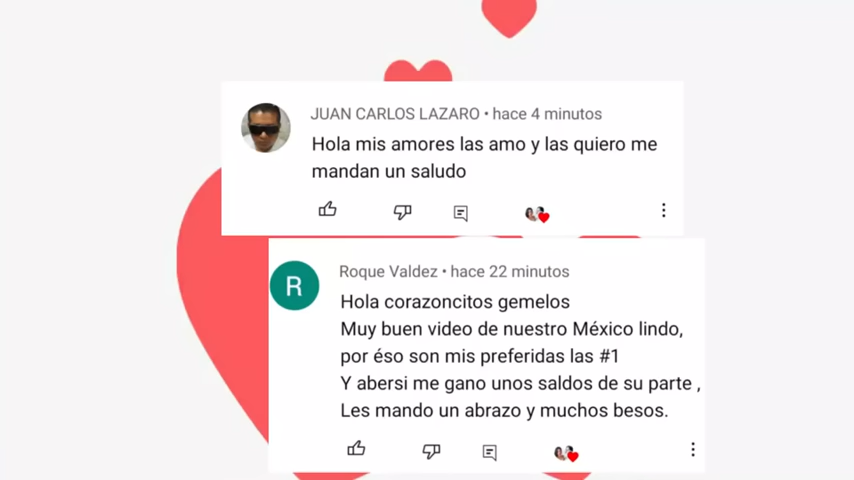 JUAN CARLOS LAZARO • hace 4 minutos
Hola mis amores las amo y las quiero me
mandan un saludo
R
Roque Valdez • hace 22 minutos
Hola corazoncitos gemelos
Muy buen video de nuestro México lindo,
por éso son mis preferidas las #1
Y abersi me gano unos saldos de su parte ,
Les mando un abrazo y muchos besos.